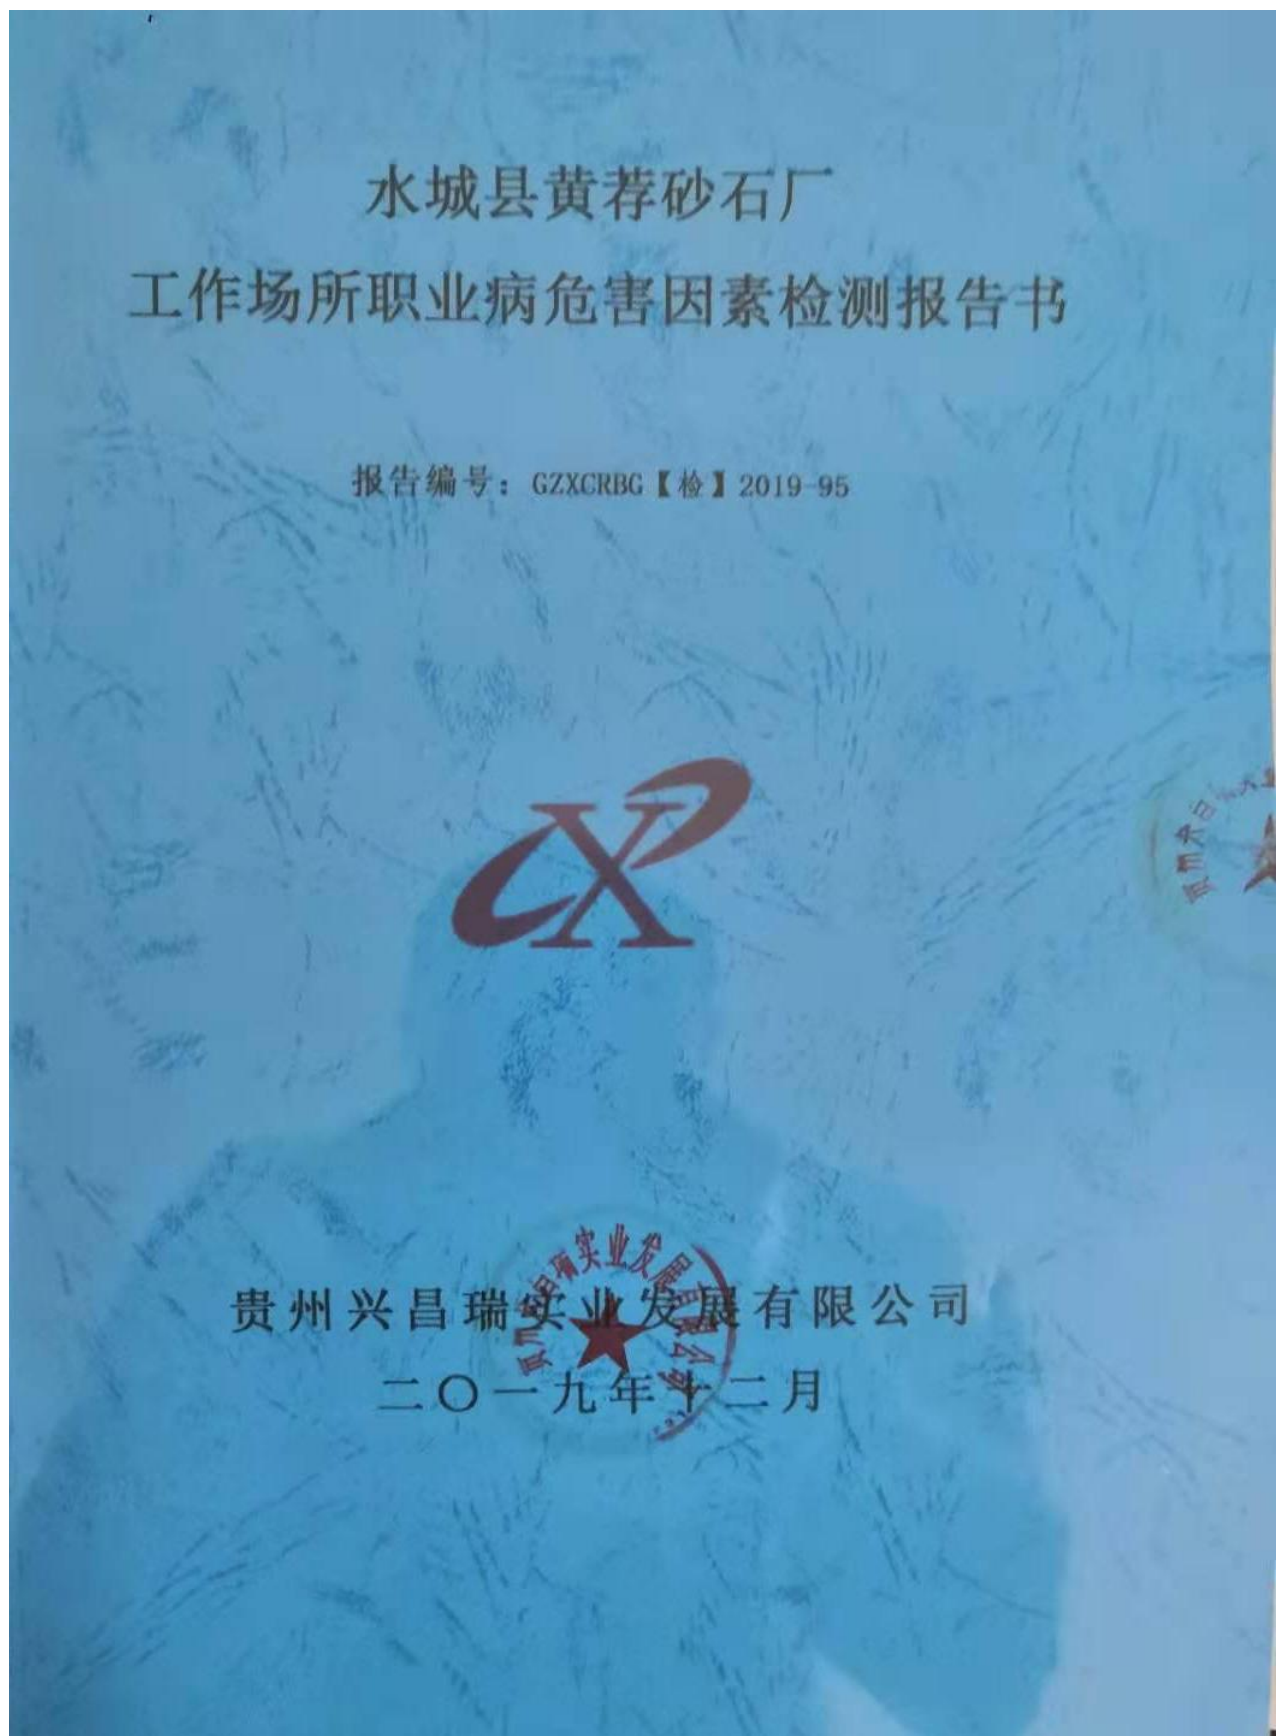 水城县黄荐砂石厂
工作场所职业病危害因素检测报告书
报告编号：GZXCRBG【检】2019-95
贵州兴昌瑞实业发展有限公司
二〇一九年十二月